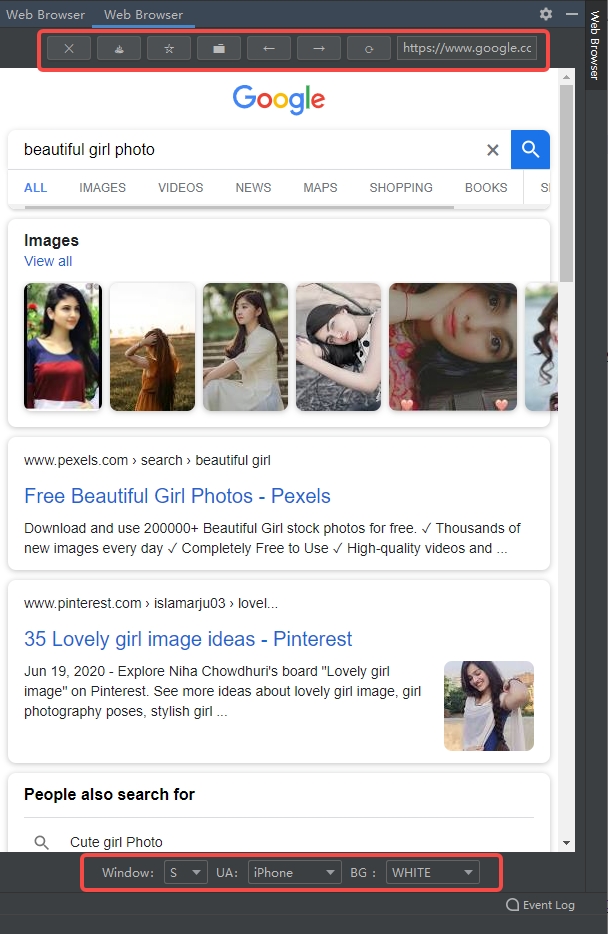 Web Browser
Web Browser
Web Browser
https://www.google.cc
Google
beautiful girl photo
ALL
IMAGES
VIDEOS
NEWS
MAPS
SHOPPING
BOOKS
Images
View all
www.pexels.com › search › beautiful girl
Free Beautiful Girl Photos - Pexels
Download and use 200000+ Beautiful Girl stock photos for free. ✓ Thousands of
new images every day ✓ Completely Free to Use ✓ High-quality videos and ...
www.pinterest.com › islamarju03 › lovel...
35 Lovely girl image ideas - Pinterest
Jun 19, 2020 - Explore Niha Chowdhuri's board "Lovely girl
image" on Pinterest. See more ideas about lovely girl image, girl
photography poses, stylish girl ...
People also search for
Cute girl Photo
Window: S UA: iPhone BG : WHITE
Event Log